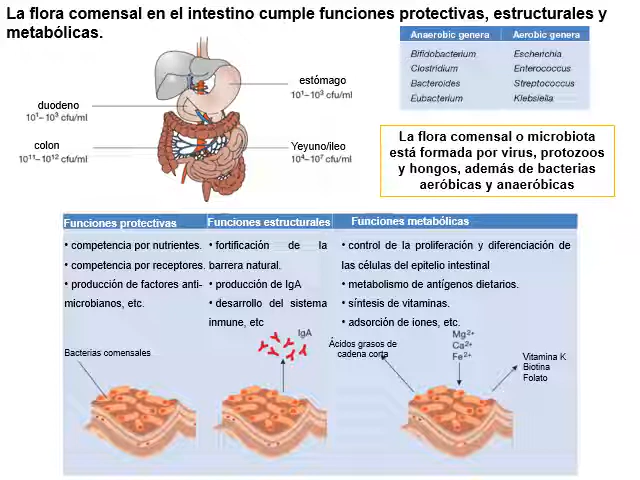 La flora comensal en el intestino cumple funciones protectivas, estructurales y
metabólicas.
Anaerobic genera
Aerobic genera
Bifidobacterium
Escherichia
Clostridium
Enterococcus
Bacteroides
Streptococcus
Eubacterium
Klebsiella
estómago
10¹–10³ cfu/ml
duodeno
10¹–10³ cfu/ml
colon
10¹¹–10¹² cfu/ml
Yeyuno/íleo
10⁴–10⁷ cfu/ml
La flora comensal o microbiota
está formada por virus, protozoos
y hongos, además de bacterias
aeróbicas y anaeróbicas
Funciones protectivas
• competencia por nutrientes.
• competencia por receptores.
• producción de factores anti-
microbianos, etc.
Bacterias comensales
Funciones estructurales
• fortificación de la
barrera natural.
• producción de IgA
• desarrollo del sistema
inmune, etc
IgA
Funciones metabólicas
• control de la proliferación y diferenciación de
las células del epitelio intestinal
• metabolismo de antígenos dietarios.
• síntesis de vitaminas.
• adsorción de iones, etc.
Ácidos grasos de
cadena corta
Mg²⁺
Ca²⁺
Fe²⁺
Vitamina K
Biotina
Folato